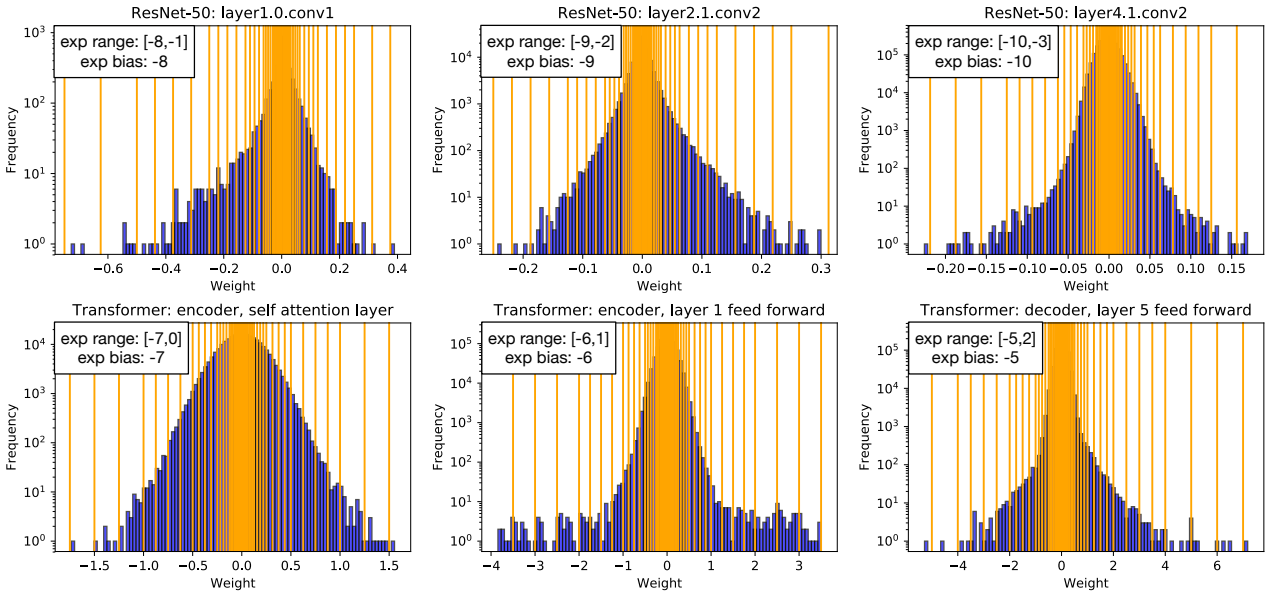 ResNet-50: layer1.0.conv1
exp range: [-8,-1]
exp bias: -8
Frequency
10³
10²
10¹
10⁰
−0.6 −0.4 −0.2 0.0 0.2 0.4
Weight
ResNet-50: layer2.1.conv2
exp range: [-9,-2]
exp bias: -9
Frequency
10⁴
10³
10²
10¹
10⁰
−0.2 −0.1 0.0 0.1 0.2 0.3
Weight
ResNet-50: layer4.1.conv2
exp range: [-10,-3]
exp bias: -10
Frequency
10⁵
10⁴
10³
10²
10¹
10⁰
−0.20 −0.15 −0.10 −0.05 0.00 0.05 0.10 0.15
Weight
Transformer: encoder, self attention layer
exp range: [-7,0]
exp bias: -7
Frequency
10⁴
10³
10²
10¹
10⁰
−1.5 −1.0 −0.5 0.0 0.5 1.0 1.5
Weight
Transformer: encoder, layer 1 feed forward
exp range: [-6,1]
exp bias: -6
Frequency
10⁵
10⁴
10³
10²
10¹
10⁰
−4 −3 −2 −1 0 1 2 3
Weight
Transformer: decoder, layer 5 feed forward
exp range: [-5,2]
exp bias: -5
Frequency
10⁵
10⁴
10³
10²
10¹
10⁰
−4 −2 0 2 4 6
Weight